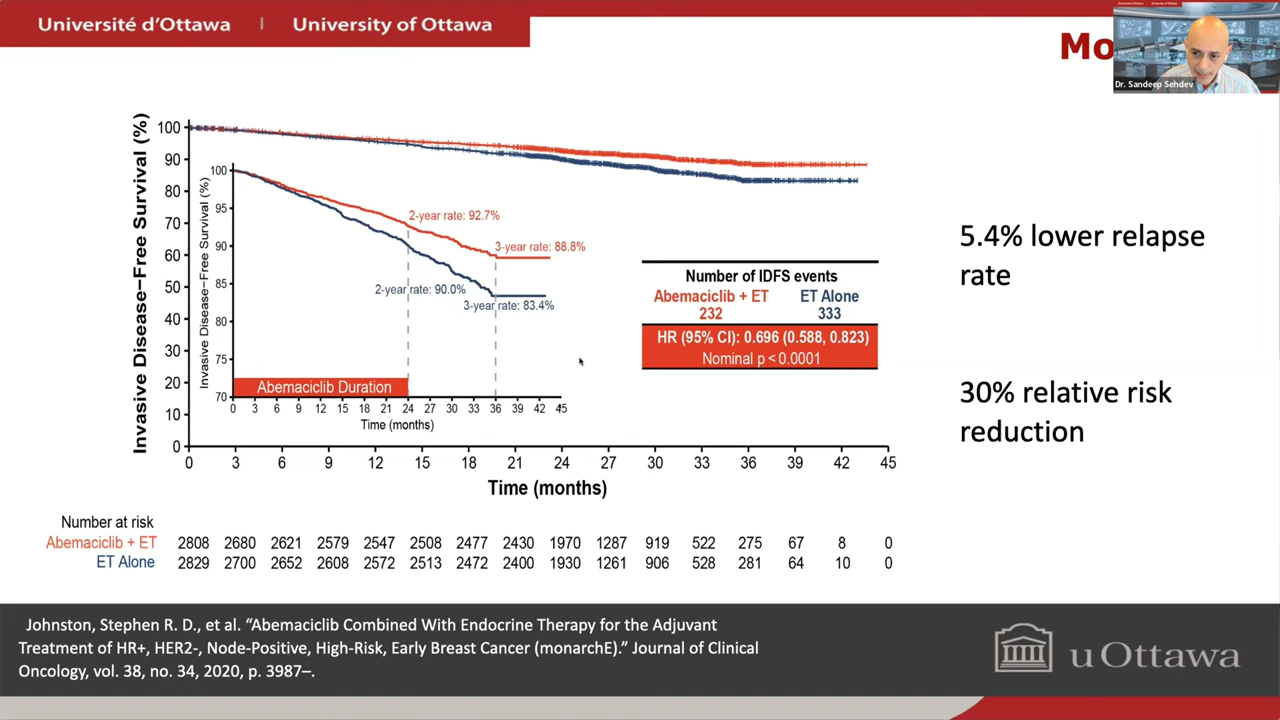 Université d'Ottawa | University of Ottawa
Mo
Dr. Sandeep Sehdev
Invasive Disease–Free Survival (%)
100
90
80
70
60
50
40
30
20
10
0
0 3 6 9 12 15 18 21 24 27 30 33 36 39 42 45
Time (months)
Invasive Disease–Free Survival (%)
100
95
90
85
80
75
70
2-year rate: 92.7%
3-year rate: 88.8%
2-year rate: 90.0%
3-year rate: 83.4%
Abemaciclib Duration
0 3 6 9 12 15 18 21 24 27 30 33 36 39 42 45
Time (months)
Number of IDFS events
Abemaciclib + ET ET Alone
232 333
HR (95% CI): 0.696 (0.588, 0.823)
Nominal p < 0.0001
5.4% lower relapse
rate
30% relative risk
reduction
Number at risk
Abemaciclib + ET 2808 2680 2621 2579 2547 2508 2477 2430 1970 1287 919 522 275 67 8 0
ET Alone 2829 2700 2652 2608 2572 2513 2472 2400 1930 1261 906 528 281 64 10 0
Johnston, Stephen R. D., et al. “Abemaciclib Combined With Endocrine Therapy for the Adjuvant
Treatment of HR+, HER2-, Node-Positive, High-Risk, Early Breast Cancer (monarchE).” Journal of Clinical
Oncology, vol. 38, no. 34, 2020, p. 3987–.
uOttawa